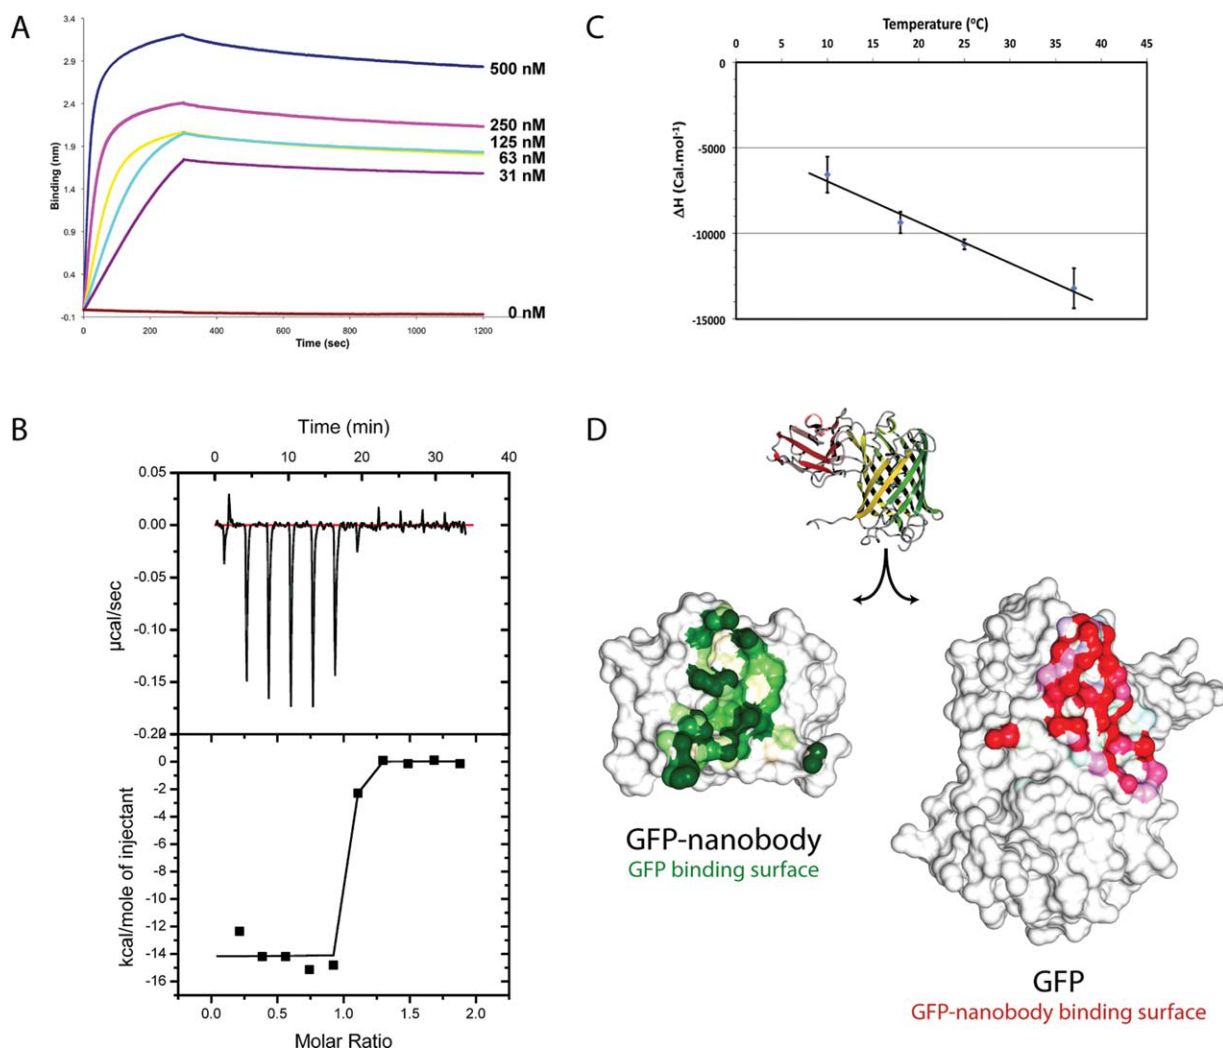 A
3.4
2.9
2.4
1.9
1.4
0.9
0.4
-0.1
Binding (nm)
0
200
400
600
800
1000
1200
Time (sec)
500 nM
250 nM
125 nM
63 nM
31 nM
0 nM
B
Time (min)
0 10 20 30 40
0.05
0.00
-0.05
-0.10
-0.15
-0.20
µcal/sec
0
-2
-4
-6
-8
-10
-12
-14
-16
kcal/mole of injectant
0.0 0.5 1.0 1.5 2.0
Molar Ratio
C
Temperature (ºC)
0 5 10 15 20 25 30 35 40 45
0
-5000
-10000
-15000
ΔH (Cal.mol⁻¹)
D
GFP-nanobody
GFP binding surface
GFP
GFP-nanobody binding surface